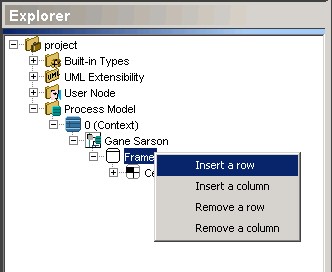 Explorer
project
Built-in Types
UML Extensibility
User Node
Process Model
0 (Context)
Gane Sarson
Frame
Insert a row
Ce
Insert a column
Remove a row
Remove a column